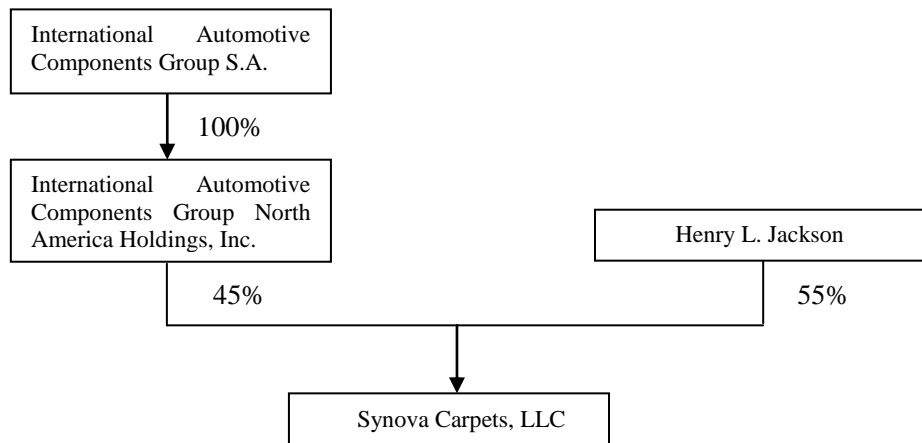 International Automotive
Components Group S.A.
100%
International Automotive
Components Group North
America Holdings, Inc.
Henry L. Jackson
45%
55%
Synova Carpets, LLC